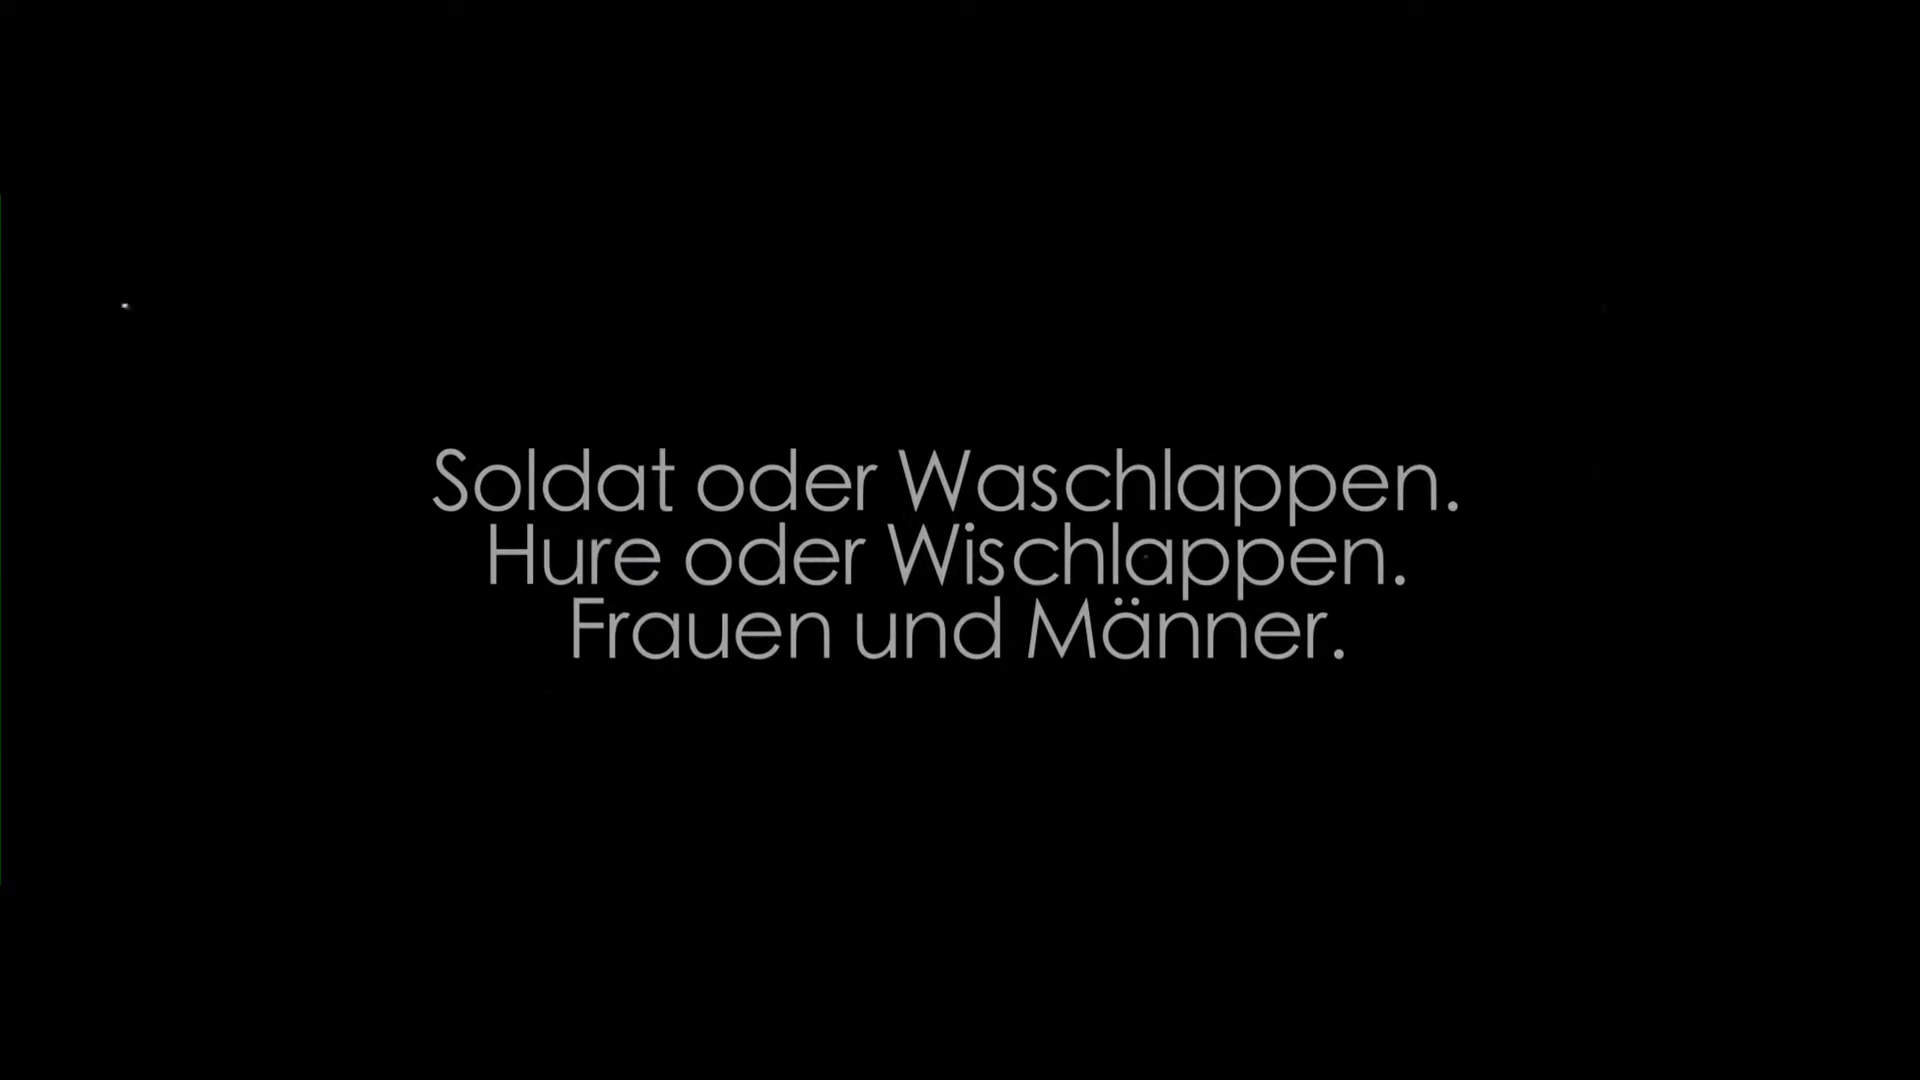 Soldat oder Waschlappen.
Hure oder Wischlappen.
Frauen und Männer.